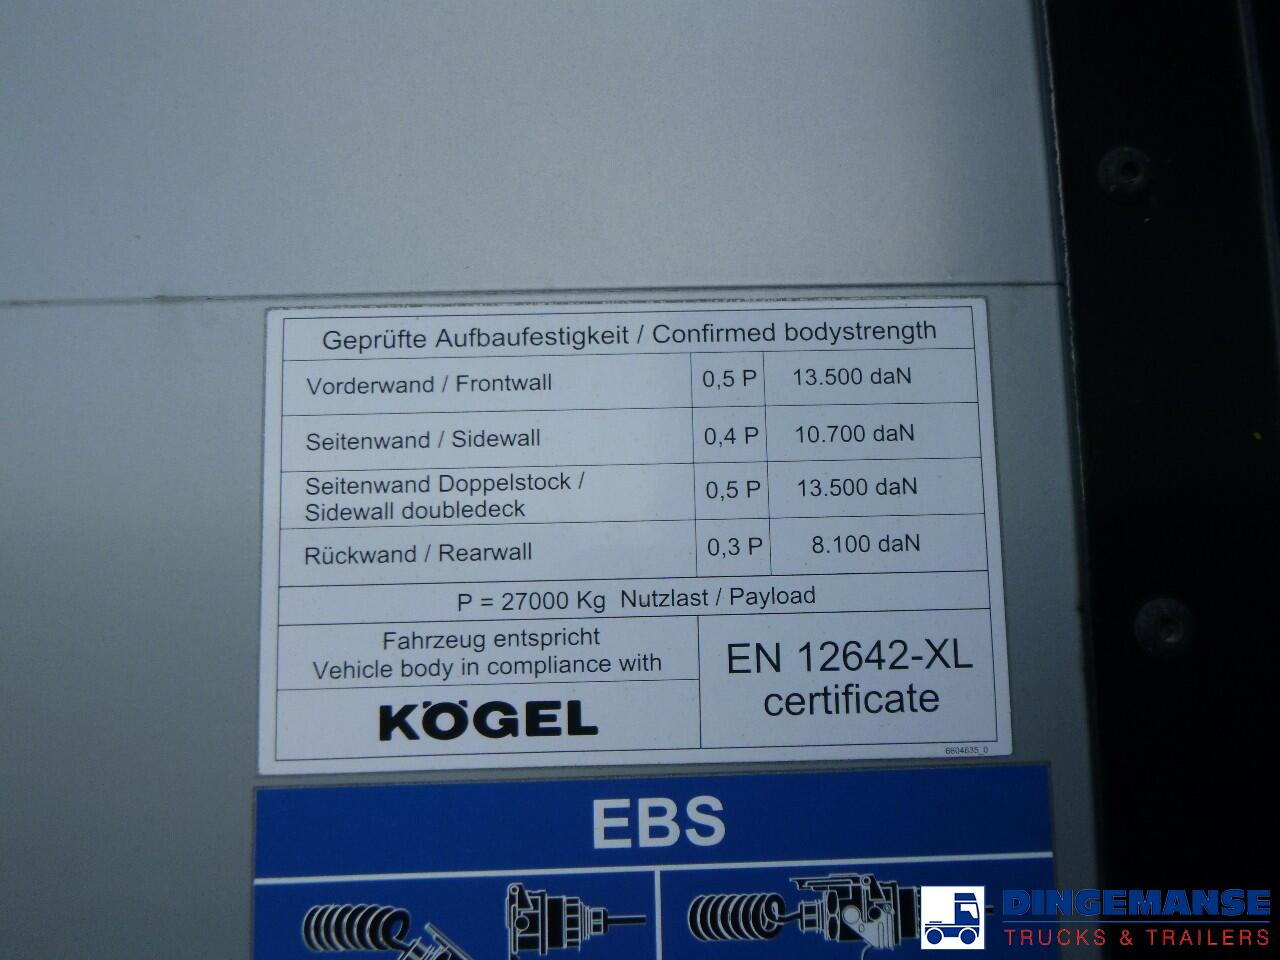 Geprüfte Aufbaufestigkeit / Confirmed bodystrength
Vorderwand / Frontwall 0,5 P 13.500 daN
Seitenwand / Sidewall 0,4 P 10.700 daN
Seitenwand Doppelstock /
Sidewall doubledeck 0,5 P 13.500 daN
Rückwand / Rearwall 0,3 P 8.100 daN
P = 27000 Kg Nutzlast / Payload
Fahrzeug entspricht
Vehicle body in compliance with
KÖGEL
EN 12642-XL
certificate
6804635_0
EBS
DINGEMANSE
TRUCKS & TRAILERS